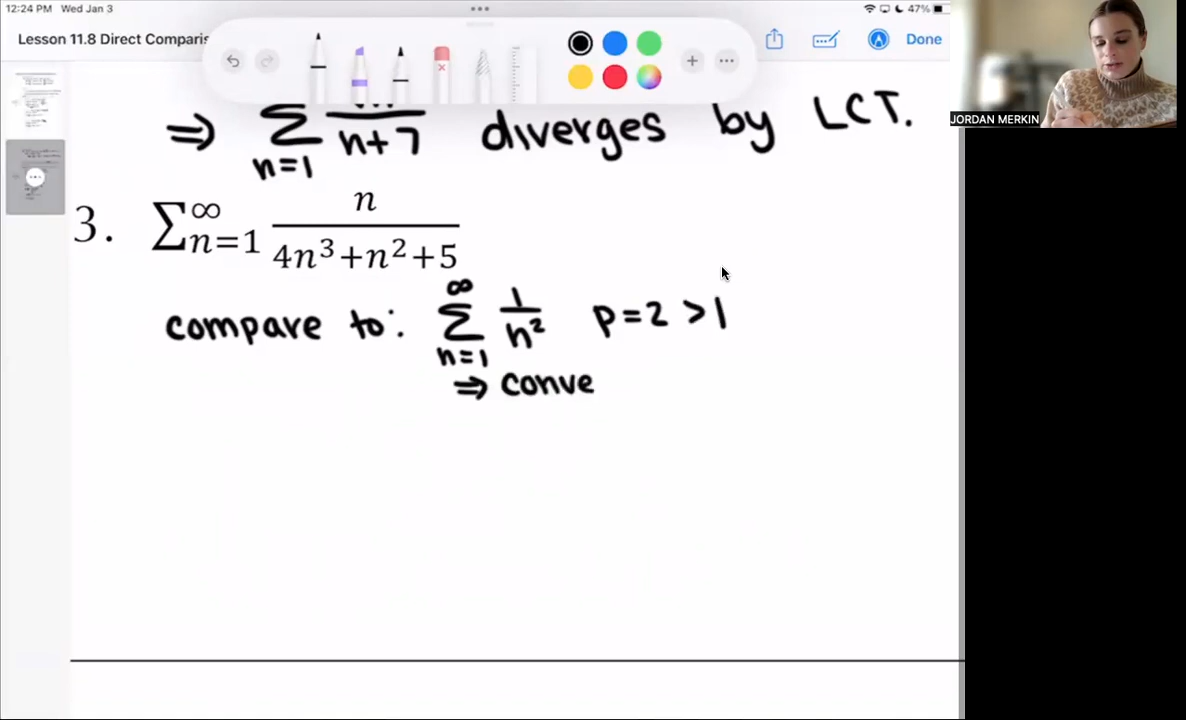 12:24 PM Wed Jan 3
47%
Lesson 11.8 Direct Comparis
Done
JORDAN MERKIN
⇒ ∑ n=1 n+7 diverges by LCT.
3. ∑ ∞ n=1 n / 4n³+n²+5
compare to: ∑ ∞ n=1 1/n² p=2 >1
⇒ conve